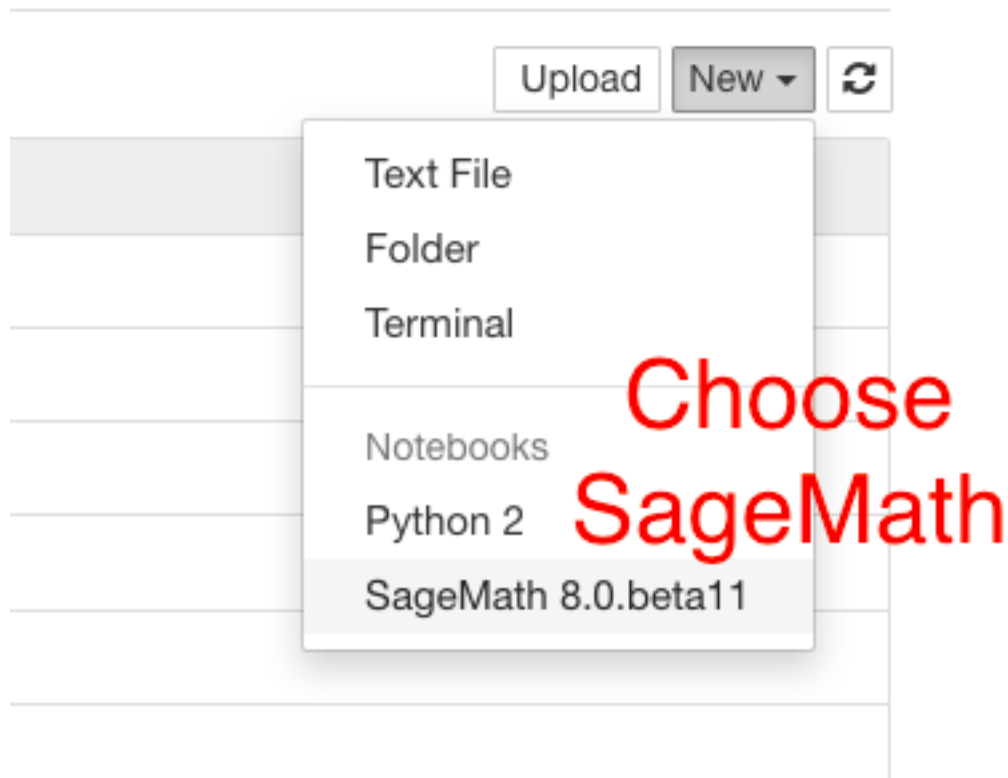 Upload New
Text File
Folder
Terminal
Choose
Notebooks
SageMath
Python 2
SageMath 8.0.beta11